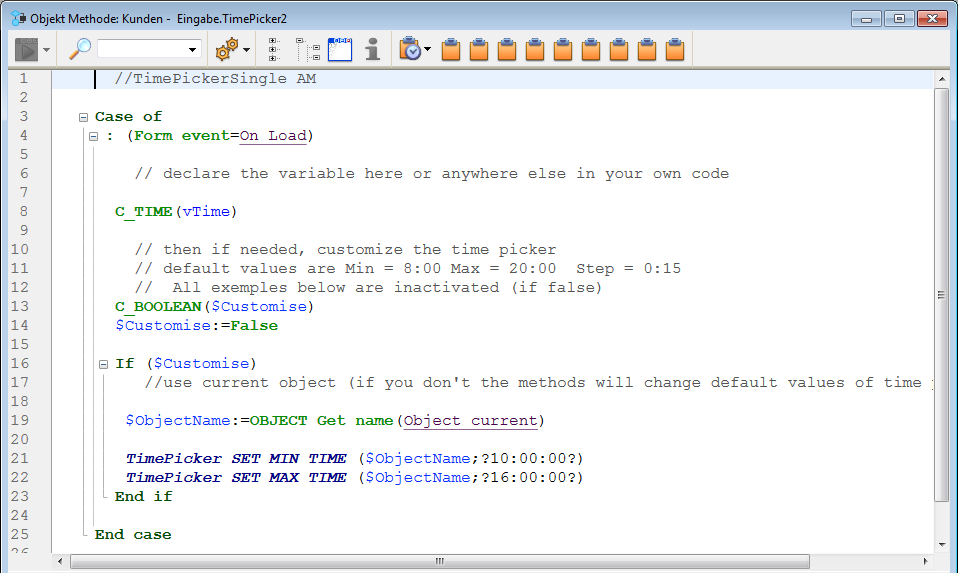 Objekt Methode: Kunden - Eingabe.TimePicker2
1 //TimePickerSingle AM
2
3 Case of
4 : (Form event=On Load)
5
6 // declare the variable here or anywhere else in your own code
7
8 C_TIME(vTime)
9
10 // then if needed, customize the time picker
11 // default values are Min = 8:00 Max = 20:00  Step = 0:15
12 //  All exemples below are inactivated (if false)
13 C_BOOLEAN($Customise)
14 $Customise:=False
15
16 If ($Customise)
17 //use current object (if you don't the methods will change default values of time
18
19 $ObjectName:=OBJECT Get name(Object current)
20
21 TimePicker SET MIN TIME ($ObjectName;?10:00:00?)
22 TimePicker SET MAX TIME ($ObjectName;?16:00:00?)
23 End if
24
25 End case
26